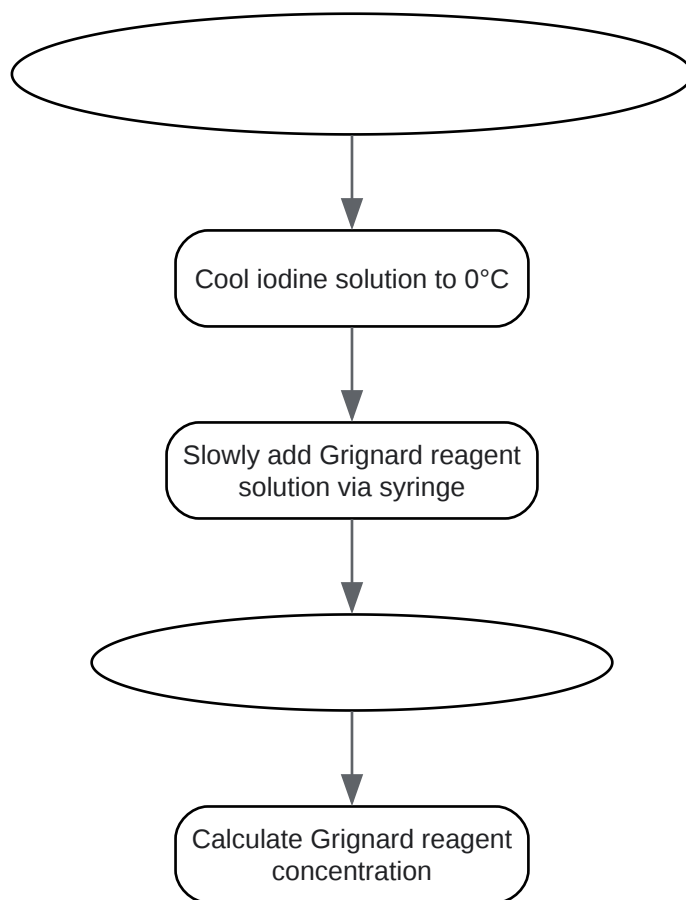 Cool iodine solution to 0°C
Slowly add Grignard reagent
solution via syringe
Calculate Grignard reagent
concentration